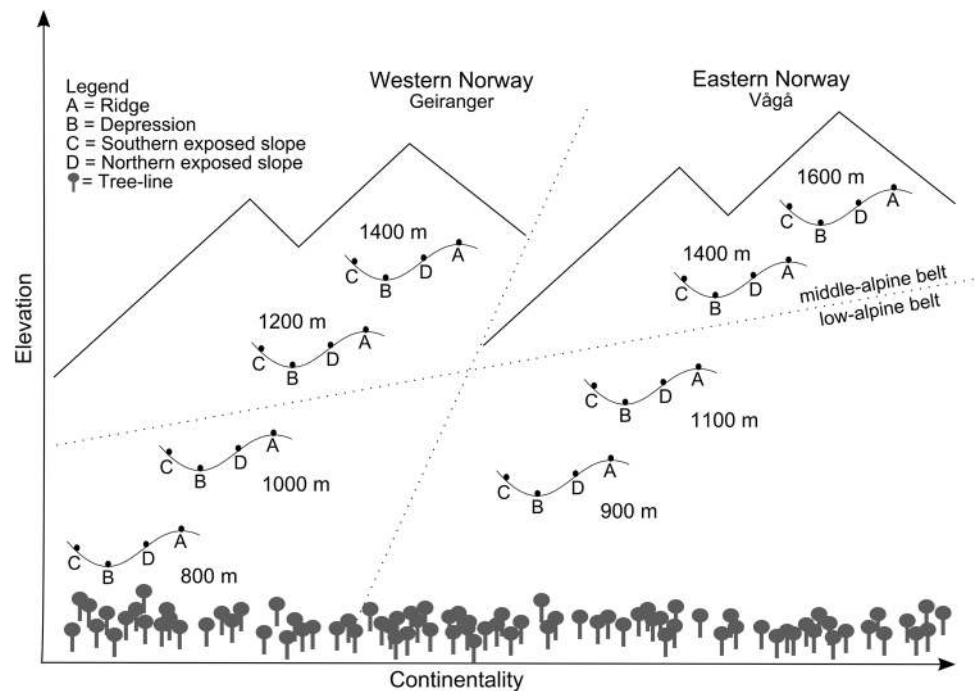 Legend
A = Ridge
B = Depression
C = Southern exposed slope
D = Northern exposed slope
= Tree-line
Western Norway
Geiranger
Eastern Norway
Vågå
1600 m
C B D A
1400 m
C B D A
1400 m
C B D A
middle-alpine belt
low-alpine belt
1200 m
C B D A
C B D A
1100 m
C B D A
1000 m
C B D A
900 m
C B D A
800 m
Elevation
Continentality